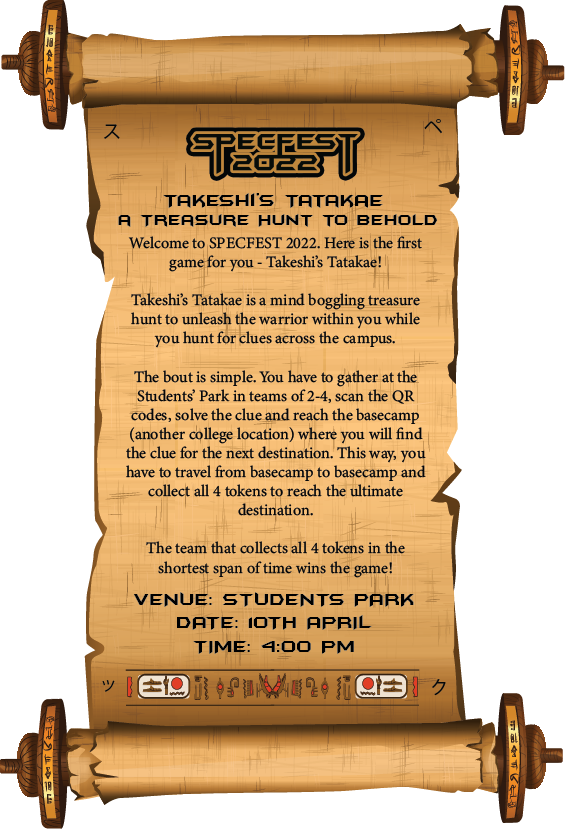 ス
ペ
SPECFEST
2022
TAKESHI'S TATAKAE
A TREASURE HUNT TO BEHOLD
Welcome to SPECFEST 2022. Here is the first
game for you - Takeshi's Tatakae!
Takeshi's Tatakae is a mind boggling treasure
hunt to unleash the warrior within you while
you hunt for clues across the campus.
The bout is simple. You have to gather at the
Students' Park in teams of 2-4, scan the QR
codes, solve the clue and reach the basecamp
(another college location) where you will find
the clue for the next destination. This way, you
have to travel from basecamp to basecamp and
collect all 4 tokens to reach the ultimate
destination.
The team that collects all 4 tokens in the
shortest span of time wins the game!
VENUE: STUDENTS PARK
DATE: 10TH APRIL
TIME: 4:00 PM
ッ
ク